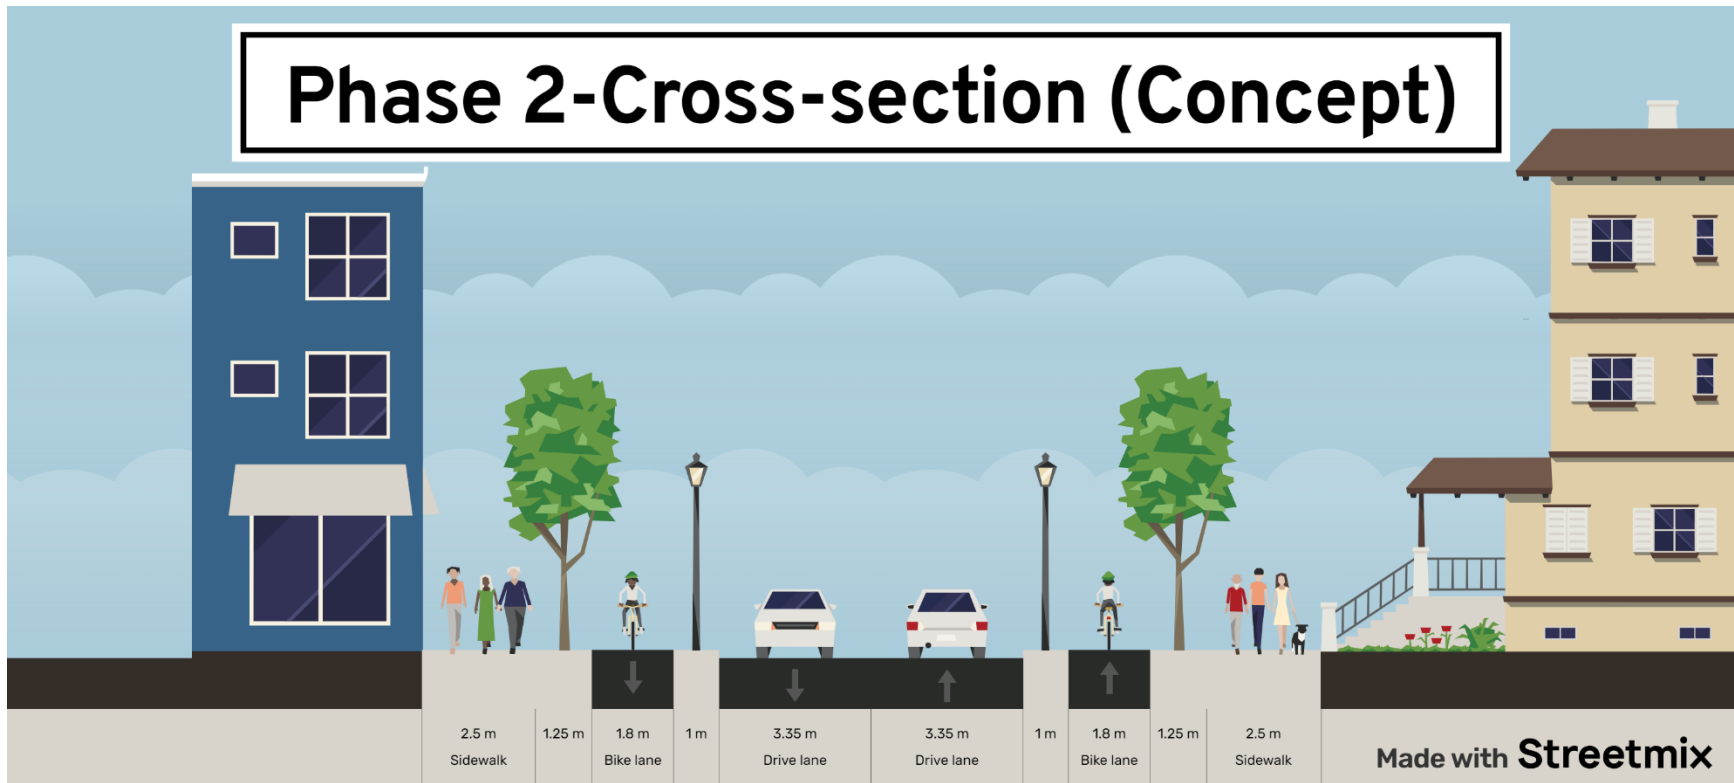 Phase 2-Cross-section (Concept)
2.5 m
Sidewalk
1.25 m
1.8 m
Bike lane
1 m
3.35 m
Drive lane
3.35 m
Drive lane
1 m
1.8 m
Bike lane
1.25 m
2.5 m
Sidewalk
Made with Streetmix